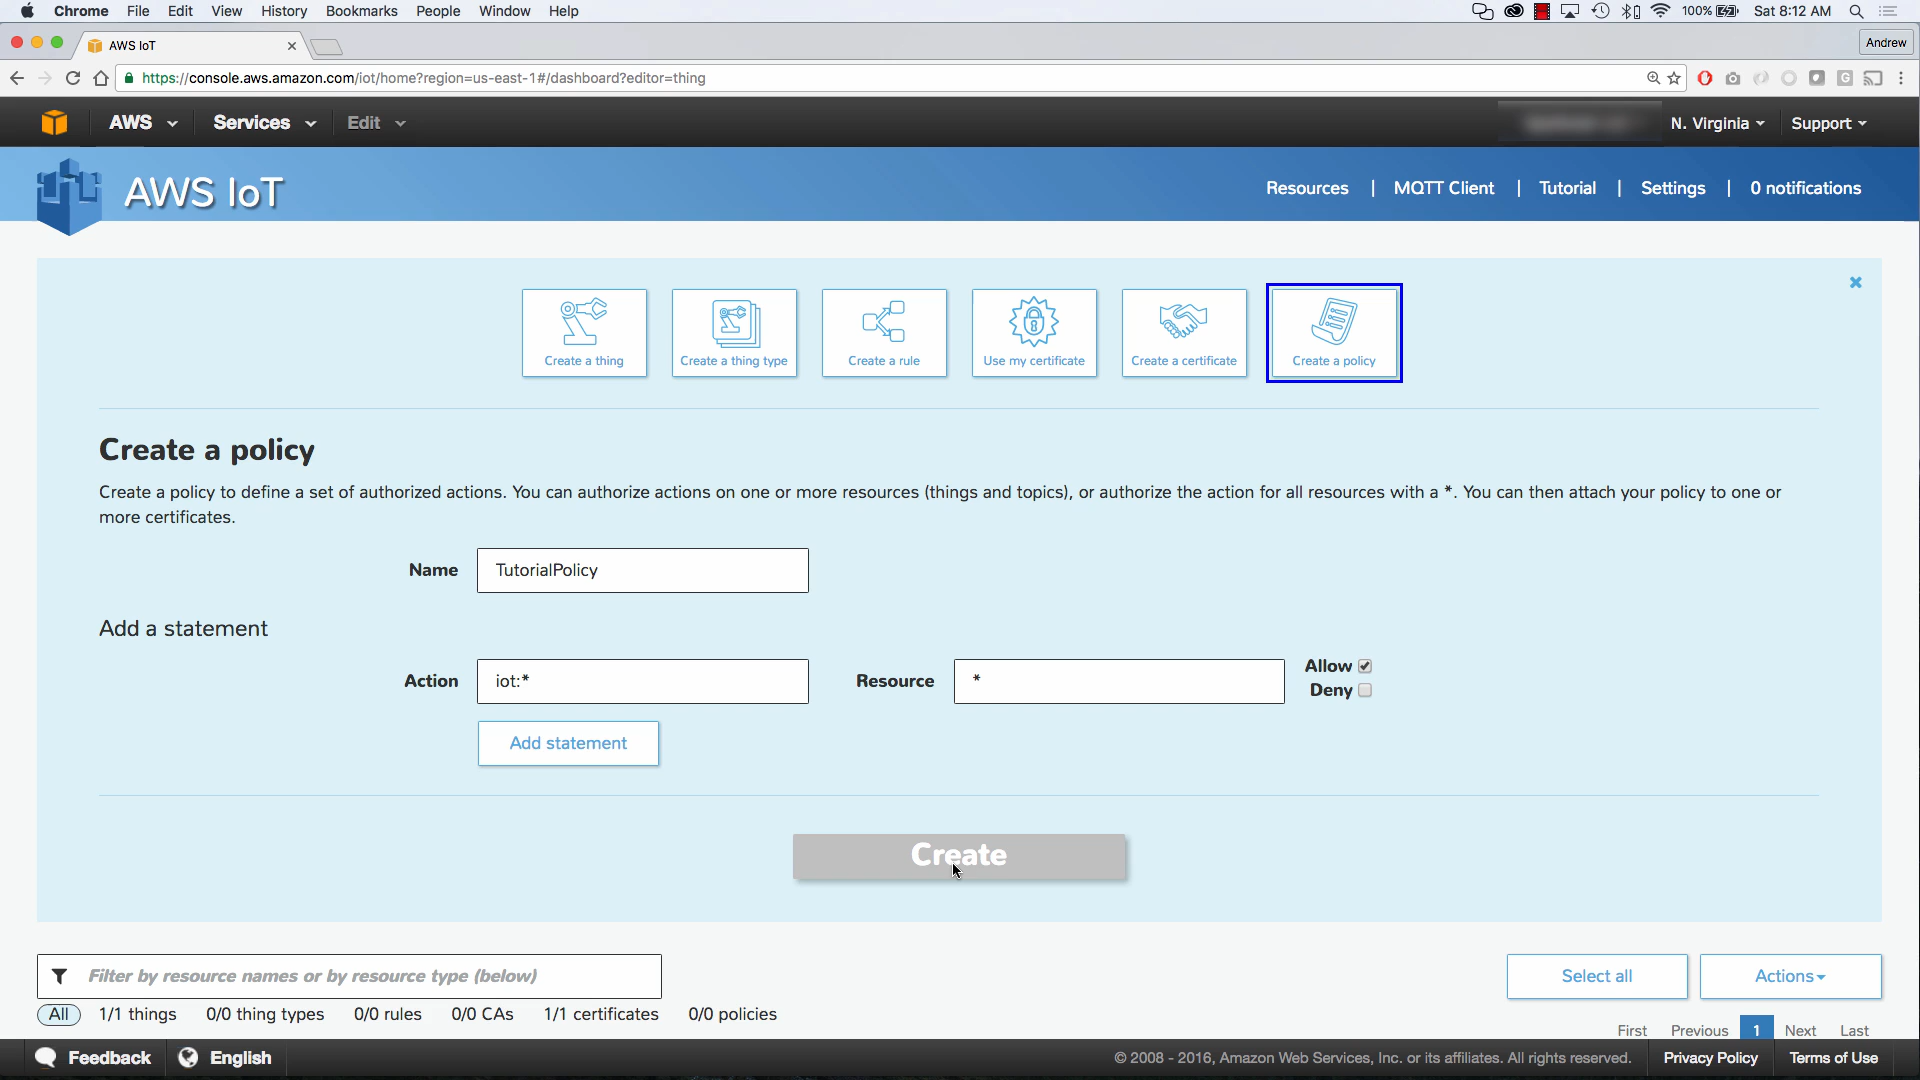 Chrome File Edit View History Bookmarks People Window Help 100% Sat 8:12 AM
AWS IoT Andrew
https://console.aws.amazon.com/iot/home?region=us-east-1#/dashboard?editor=thing
AWS Services Edit N. Virginia Support
AWS IoT Resources | MQTT Client | Tutorial | Settings | 0 notifications
Create a thing Create a thing type Create a rule Use my certificate Create a certificate Create a policy
Create a policy
Create a policy to define a set of authorized actions. You can authorize actions on one or more resources (things and topics), or authorize the action for all resources with a *. You can then attach your policy to one or
more certificates.
Name TutorialPolicy
Add a statement
Action iot:* Resource * Allow
Deny
Add statement
Create
Filter by resource names or by resource type (below) Select all Actions
All 1/1 things 0/0 thing types 0/0 rules 0/0 CAs 1/1 certificates 0/0 policies
First Previous 1 Next Last
Feedback English © 2008 - 2016, Amazon Web Services, Inc. or its affiliates. All rights reserved. Privacy Policy Terms of Use